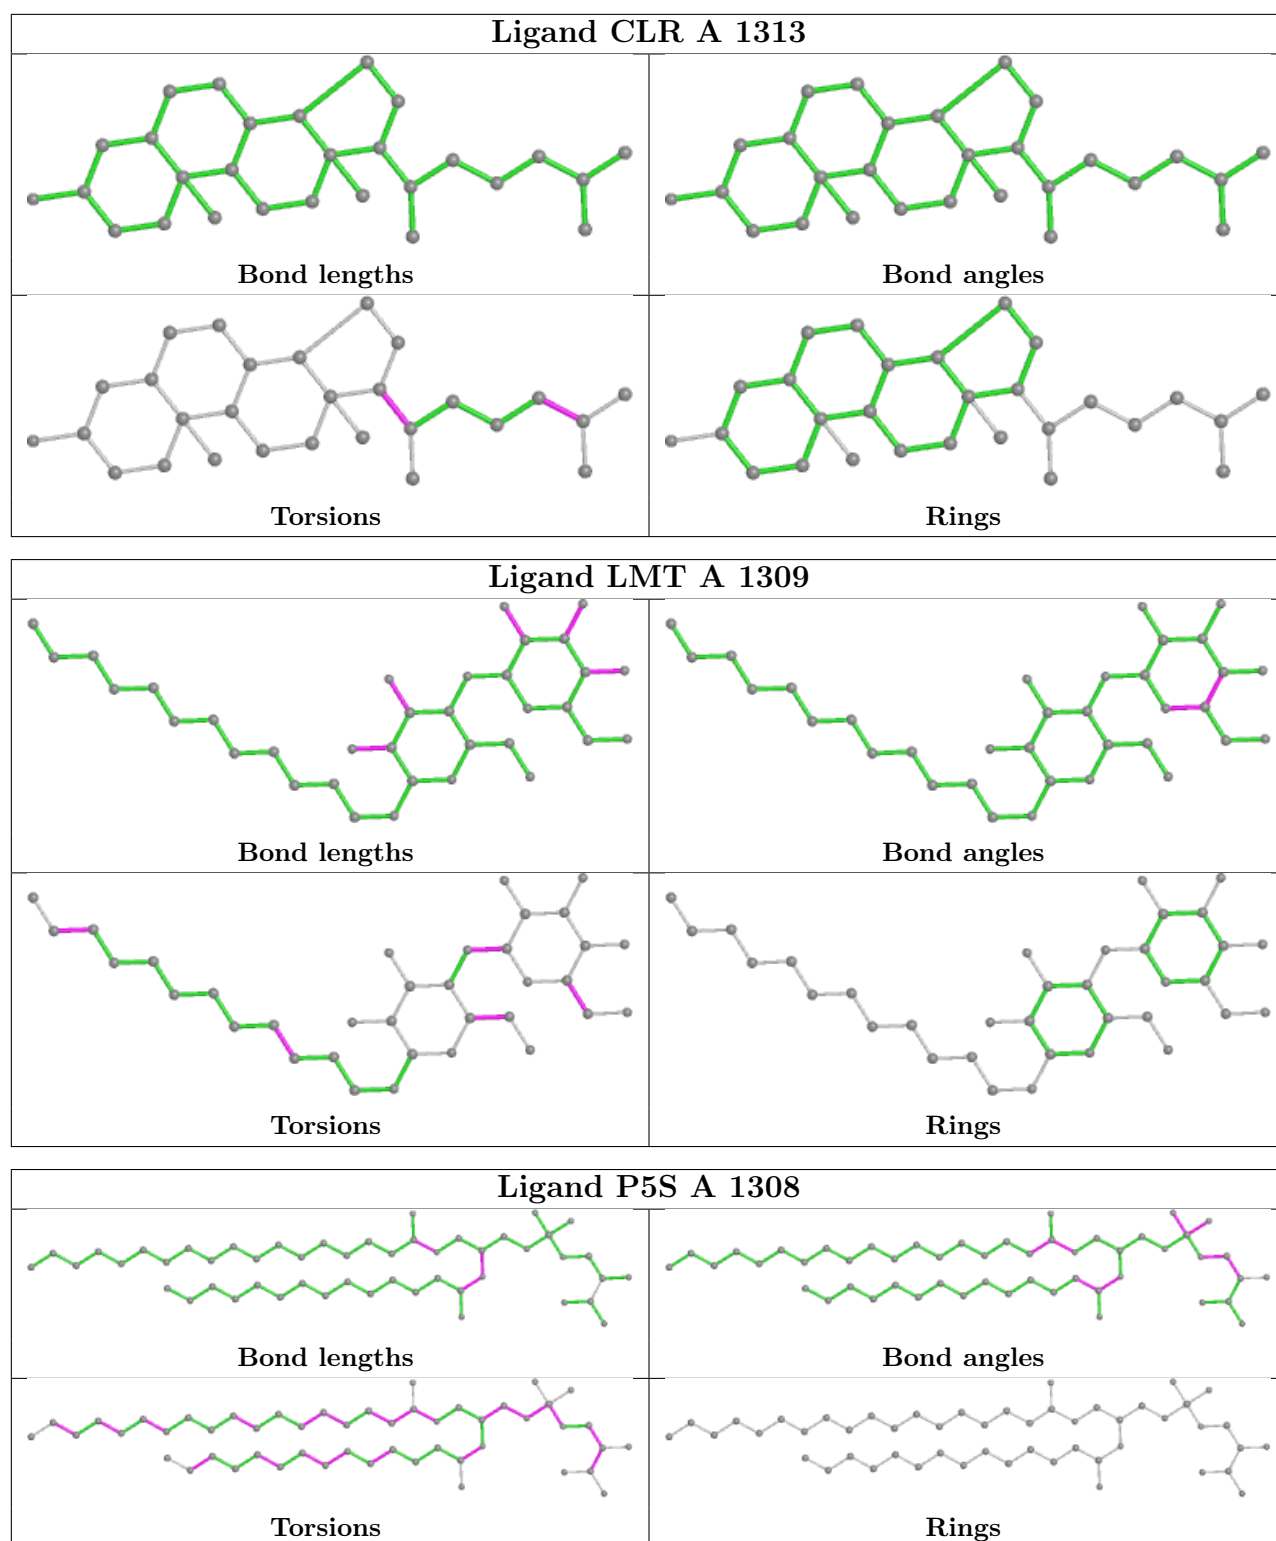 Ligand CLR A 1313
Bond lengths
Bond angles
Torsions
Rings
Ligand LMT A 1309
Bond lengths
Bond angles
Torsions
Rings
Ligand P5S A 1308
Bond lengths
Bond angles
Torsions
Rings